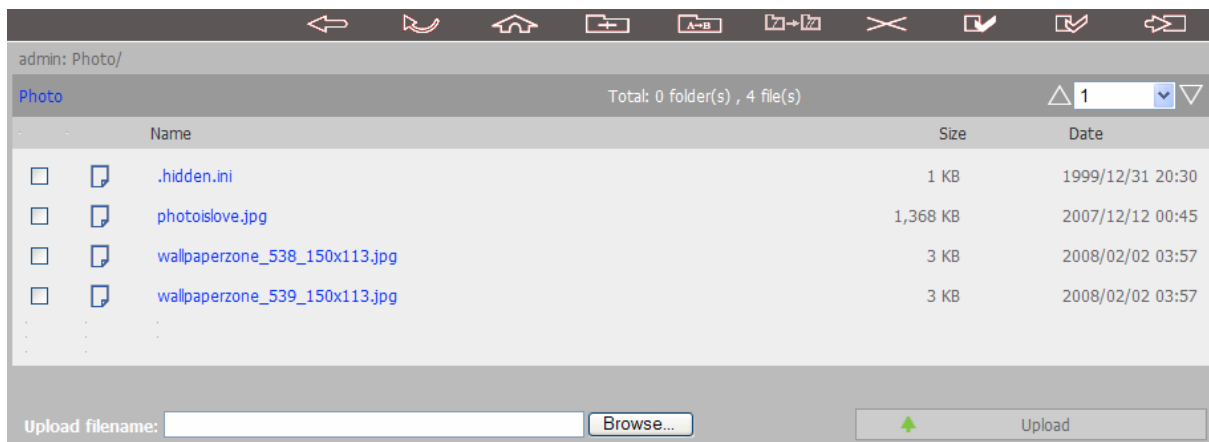 A→B
admin: Photo/
Photo Total: 0 folder(s) , 4 file(s) 1
Name Size Date
.hidden.ini 1 KB 1999/12/31 20:30
photoislove.jpg 1,368 KB 2007/12/12 00:45
wallpaperzone_538_150x113.jpg 3 KB 2008/02/02 03:57
wallpaperzone_539_150x113.jpg 3 KB 2008/02/02 03:57
Upload filename: Browse... Upload